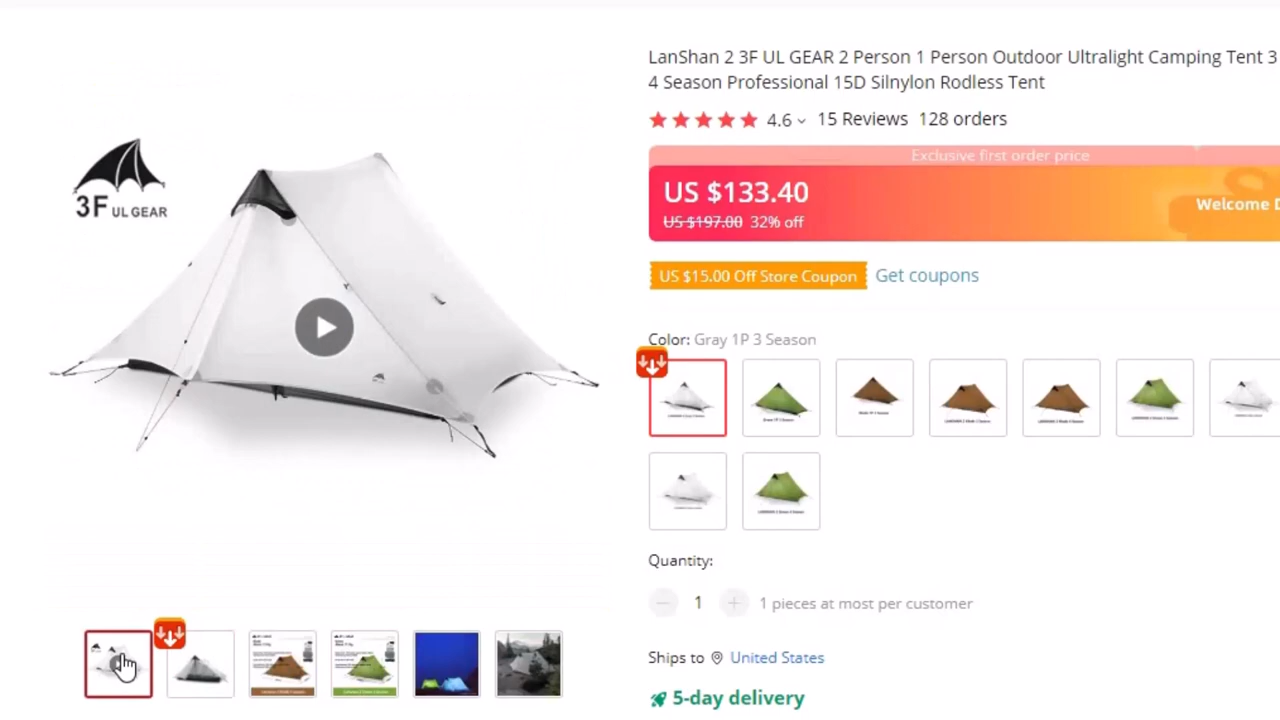 LanShan 2 3F UL GEAR 2 Person 1 Person Outdoor Ultralight Camping Tent 3
4 Season Professional 15D Silnylon Rodless Tent
4.6 15 Reviews 128 orders
Exclusive first order price
US $133.40
US $197.00 32% off
Welcome D
US $15.00 Off Store Coupon Get coupons
3F UL GEAR
Color: Gray 1P 3 Season
Quantity:
1
1 pieces at most per customer
Ships to United States
5-day delivery